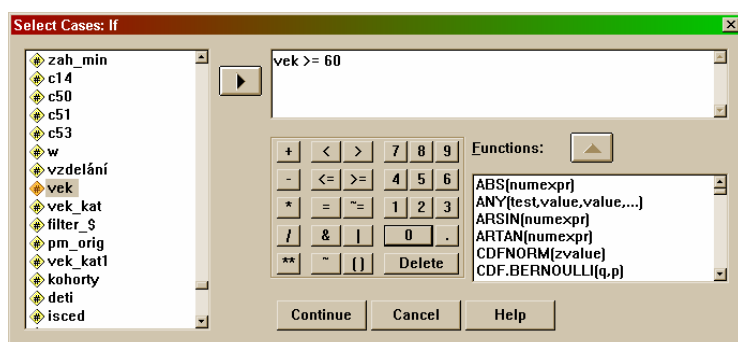 Select Cases: If
zah_min
c14
c50
c51
c53
w
vzdelání
vek
vek_kat
filter_$
pm_orig
vek_kat1
kohorty
deti
isced
vek >= 60
+ < > 7 8 9
- <= >= 4 5 6
* = ~= 1 2 3
/ & | 0 .
** ~ () Delete
Functions:
ABS(numexpr)
ANY(test,value,value,...)
ARSIN(numexpr)
ARTAN(numexpr)
CDFNORM(zvalue)
CDF.BERNOULLI(q,p)
Continue Cancel Help